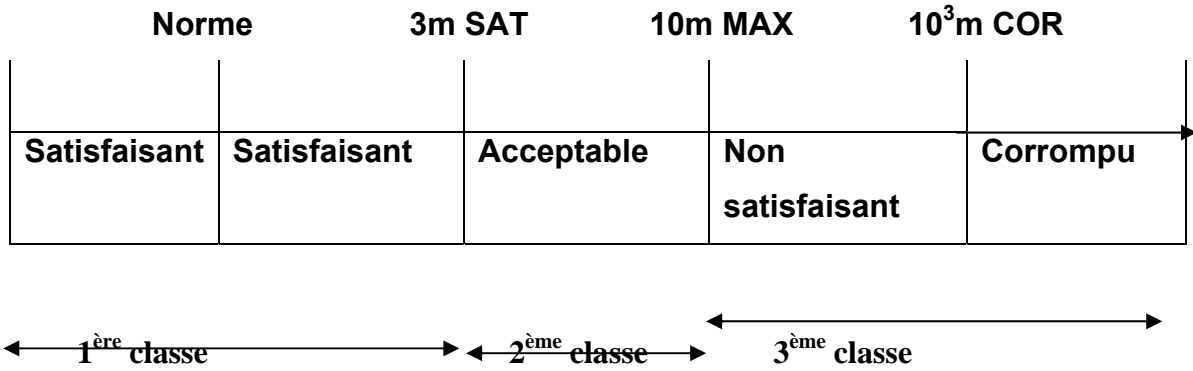 Norme 3m SAT 10m MAX 10³m COR
Satisfaisant Satisfaisant Acceptable Non satisfaisant Corrompu
1ère classe 2ème classe 3ème classe